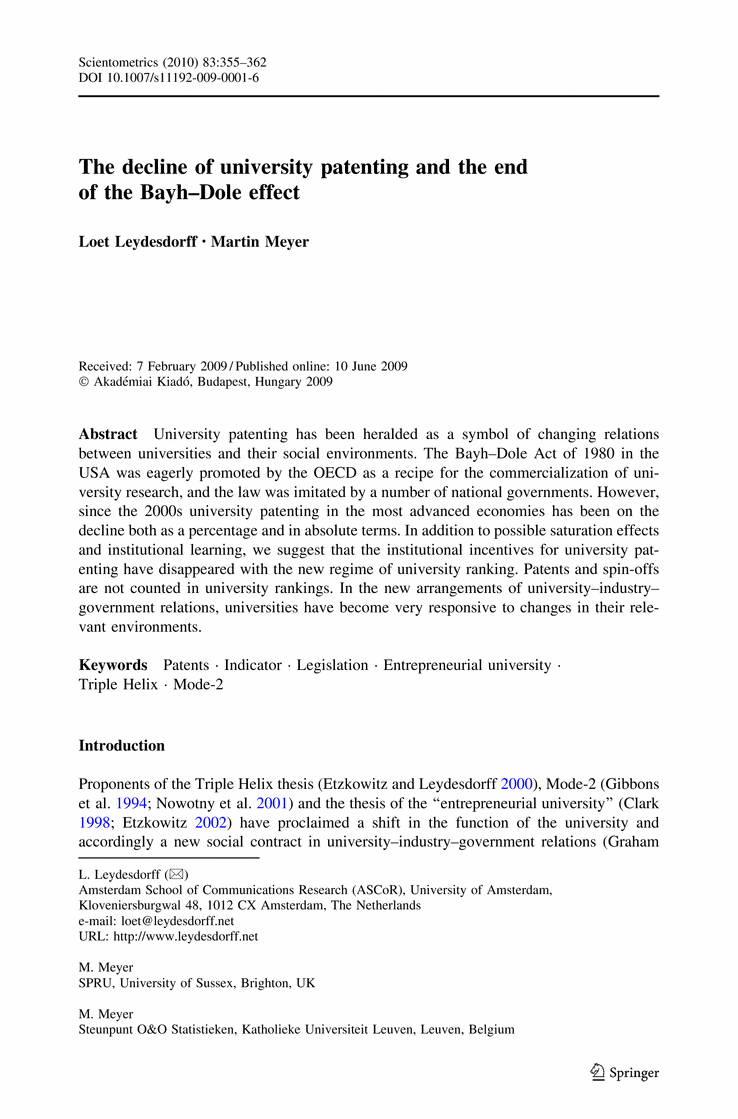 Scientometrics (2010) 83:355–362
DOI 10.1007/s11192-009-0001-6
The decline of university patenting and the end
of the Bayh–Dole effect
Loet Leydesdorff · Martin Meyer
Received: 7 February 2009 / Published online: 10 June 2009
© Akadémiai Kiadó, Budapest, Hungary 2009
Abstract University patenting has been heralded as a symbol of changing relations
between universities and their social environments. The Bayh–Dole Act of 1980 in the
USA was eagerly promoted by the OECD as a recipe for the commercialization of uni-
versity research, and the law was imitated by a number of national governments. However,
since the 2000s university patenting in the most advanced economies has been on the
decline both as a percentage and in absolute terms. In addition to possible saturation effects
and institutional learning, we suggest that the institutional incentives for university pat-
enting have disappeared with the new regime of university ranking. Patents and spin-offs
are not counted in university rankings. In the new arrangements of university–industry–
government relations, universities have become very responsive to changes in their rele-
vant environments.
Keywords Patents · Indicator · Legislation · Entrepreneurial university ·
Triple Helix · Mode-2
Introduction
Proponents of the Triple Helix thesis (Etzkowitz and Leydesdorff 2000), Mode-2 (Gibbons
et al. 1994; Nowotny et al. 2001) and the thesis of the ‘‘entrepreneurial university’’ (Clark
1998; Etzkowitz 2002) have proclaimed a shift in the function of the university and
accordingly a new social contract in university–industry–government relations (Graham
L. Leydesdorff (✉)
Amsterdam School of Communications Research (ASCoR), University of Amsterdam,
Kloveniersburgwal 48, 1012 CX Amsterdam, The Netherlands
e-mail: loet@leydesdorff.net
URL: http://www.leydesdorff.net
M. Meyer
SPRU, University of Sussex, Brighton, UK
M. Meyer
Steunpunt O&O Statistieken, Katholieke Universiteit Leuven, Leuven, Belgium
Springer